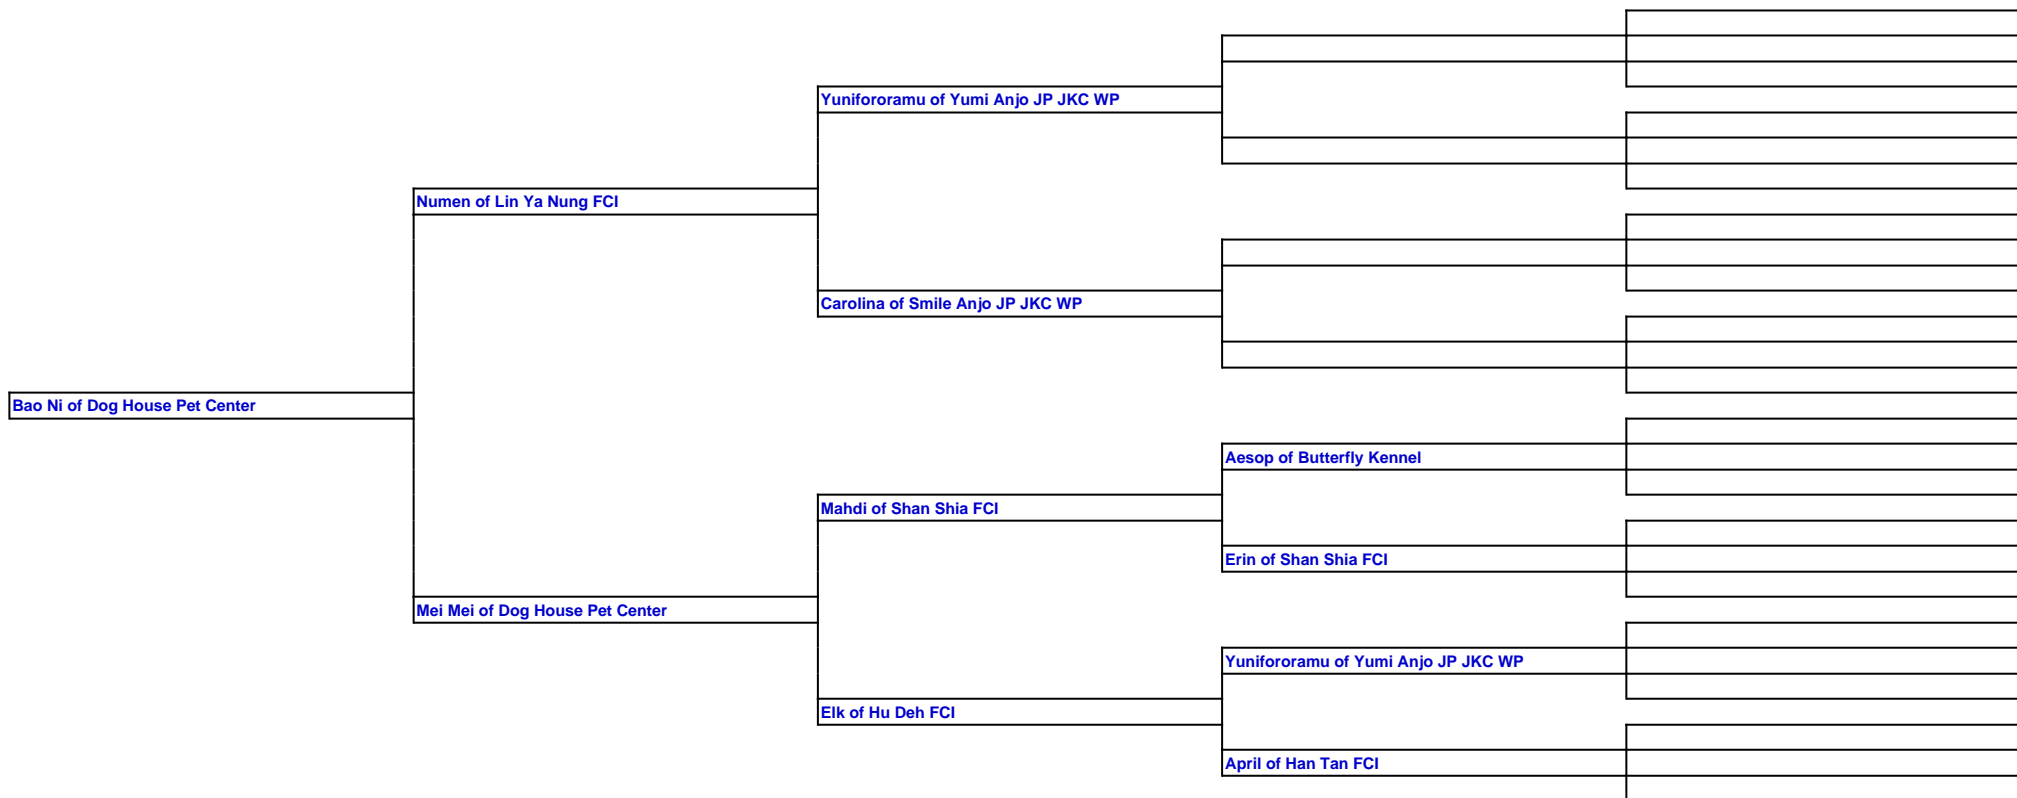 Yunifororamu of Yumi Anjo JP JKC WP
Numen of Lin Ya Nung FCI
Carolina of Smile Anjo JP JKC WP
Bao Ni of Dog House Pet Center
Aesop of Butterfly Kennel
Mahdi of Shan Shia FCI
Erin of Shan Shia FCI
Mei Mei of Dog House Pet Center
Yunifororamu of Yumi Anjo JP JKC WP
Elk of Hu Deh FCI
April of Han Tan FCI